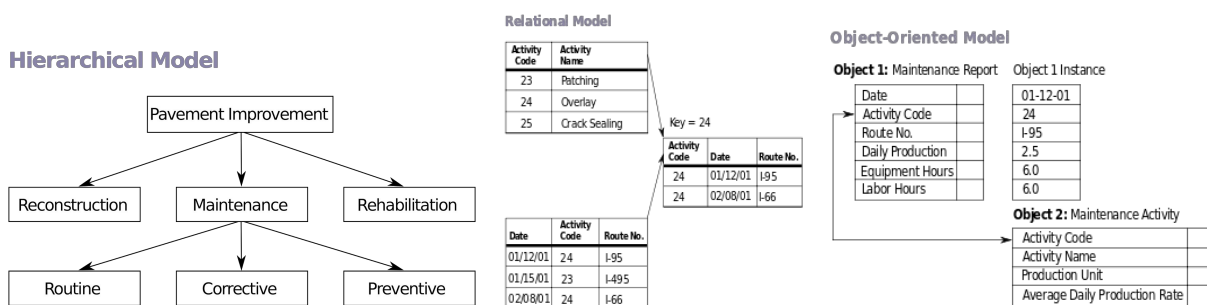 Hierarchical Model
Pavement Improvement
Reconstruction Maintenance Rehabilitation
Routine Corrective Preventive
Relational Model
Activity Code Activity Name
23 Patching
24 Overlay
25 Crack Sealing
Key = 24
Activity Code Date Route No.
24 01/12/01 I-95
24 02/08/01 I-66
Date Activity Code Route No.
01/12/01 24 I-95
01/15/01 23 I-495
02/08/01 24 I-66
Object-Oriented Model
Object 1: Maintenance Report Object 1 Instance
Date 01-12-01
Activity Code 24
Route No. I-95
Daily Production 2.5
Equipment Hours 6.0
Labor Hours 6.0
Object 2: Maintenance Activity
Activity Code
Activity Name
Production Unit
Average Daily Production Rate